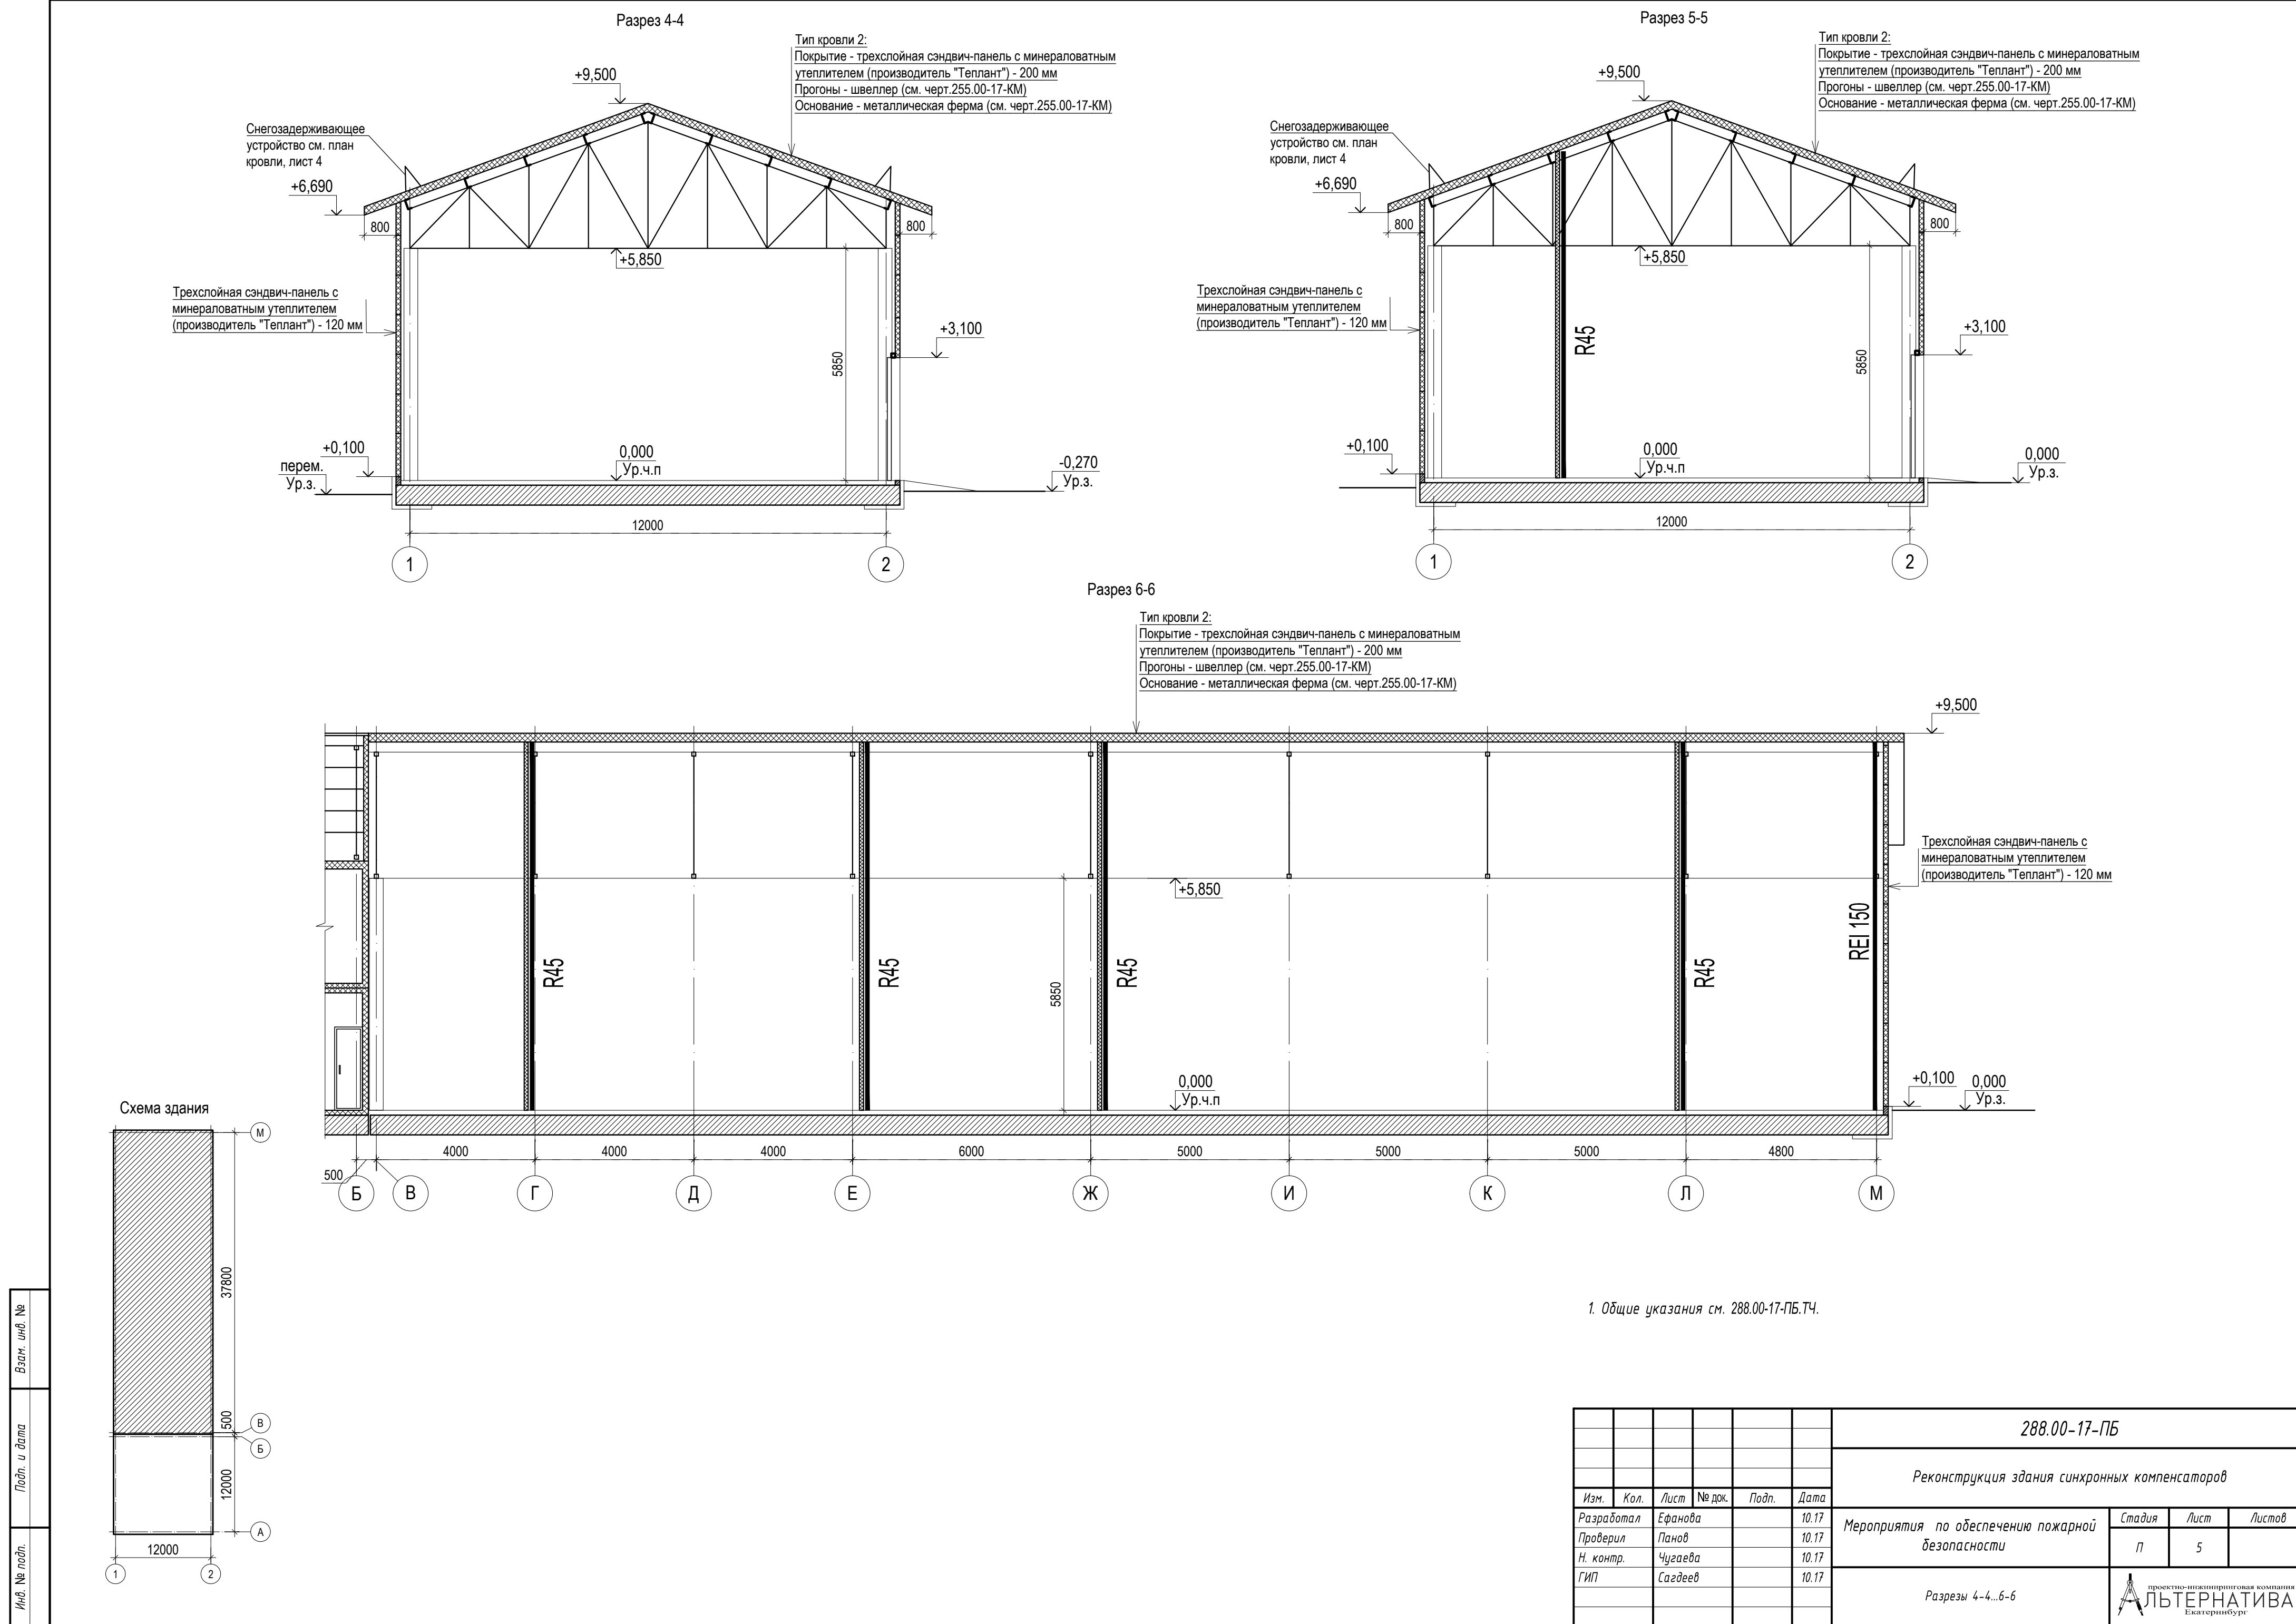 Разрез 4-4
Тип кровли 2:
Покрытие - трехслойная сэндвич-панель с минераловатным
утеплителем (производитель "Теплант") - 200 мм
Прогоны - швеллер (см. черт.255.00-17-КМ)
Основание - металлическая ферма (см. черт.255.00-17-КМ)
+9,500
Снегозадерживающее
устройство см. план
кровли, лист 4
+6,690
800
800
+5,850
Трехслойная сэндвич-панель с
минераловатным утеплителем
(производитель "Теплант") - 120 мм
+3,100
5850
+0,100
0,000
Ур.ч.п
перем.
Ур.з.
-0,270
Ур.з.
12000
1
2
Разрез 5-5
Тип кровли 2:
Покрытие - трехслойная сэндвич-панель с минераловатным
утеплителем (производитель "Теплант") - 200 мм
Прогоны - швеллер (см. черт.255.00-17-КМ)
Основание - металлическая ферма (см. черт.255.00-17-КМ)
+9,500
Снегозадерживающее
устройство см. план
кровли, лист 4
+6,690
800
800
+5,850
Трехслойная сэндвич-панель с
минераловатным утеплителем
(производитель "Теплант") - 120 мм
R45
+3,100
5850
+0,100
0,000
Ур.ч.п
0,000
Ур.з.
12000
1
2
Разрез 6-6
Тип кровли 2:
Покрытие - трехслойная сэндвич-панель с минераловатным
утеплителем (производитель "Теплант") - 200 мм
Прогоны - швеллер (см. черт.255.00-17-КМ)
Основание - металлическая ферма (см. черт.255.00-17-КМ)
+9,500
Трехслойная сэндвич-панель с
минераловатным утеплителем
(производитель "Теплант") - 120 мм
+5,850
R45
R45
5850
R45
R45
REI 150
0,000
Ур.ч.п
+0,100
0,000
Ур.з.
500
4000
4000
4000
6000
5000
5000
5000
4800
Б
В
Г
Д
Е
Ж
И
К
Л
М
Схема здания
М
37800
500
В
Б
12000
А
12000
1
2
1. Общие указания см. 288.00-17-ПБ.ТЧ.
Взам. инв. №
Подп. и дата
Инв. № подл.
288.00-17-ПБ
Реконструкция здания синхронных компенсаторов
Изм. Кол. Лист № док. Подп. Дата
Разработал Ефанова 10.17
Проверил Панов 10.17
Н. контр. Чугаева 10.17
ГИП Сагдеев 10.17
Мероприятия по обеспечению пожарной
безопасности
Стадия Лист Листов
П 5
Разрезы 4-4...6-6
проектно-инжиниринговая компания
АЛЬТЕРНАТИВА
Екатеринбург